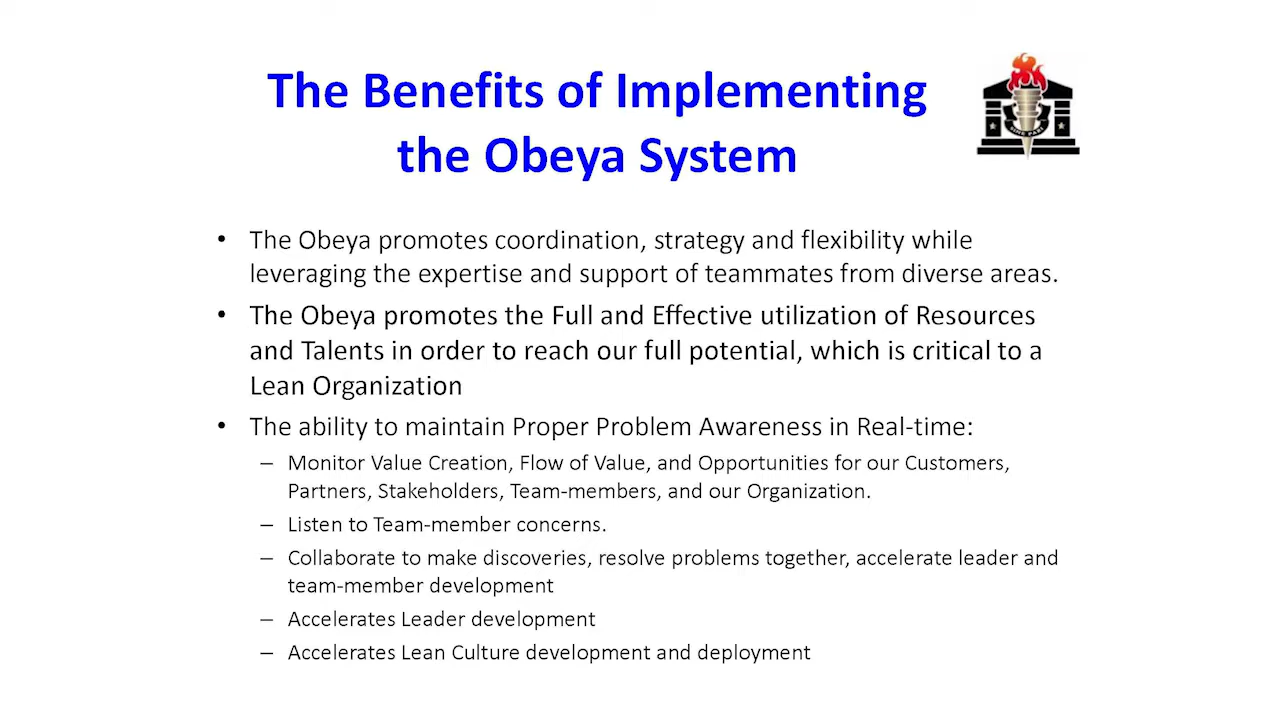 The Benefits of Implementing
the Obeya System
• The Obeya promotes coordination, strategy and flexibility while
leveraging the expertise and support of teammates from diverse areas.
• The Obeya promotes the Full and Effective utilization of Resources
and Talents in order to reach our full potential, which is critical to a
Lean Organization
• The ability to maintain Proper Problem Awareness in Real-time:
– Monitor Value Creation, Flow of Value, and Opportunities for our Customers,
Partners, Stakeholders, Team-members, and our Organization.
– Listen to Team-member concerns.
– Collaborate to make discoveries, resolve problems together, accelerate leader and
team-member development
– Accelerates Leader development
– Accelerates Lean Culture development and deployment